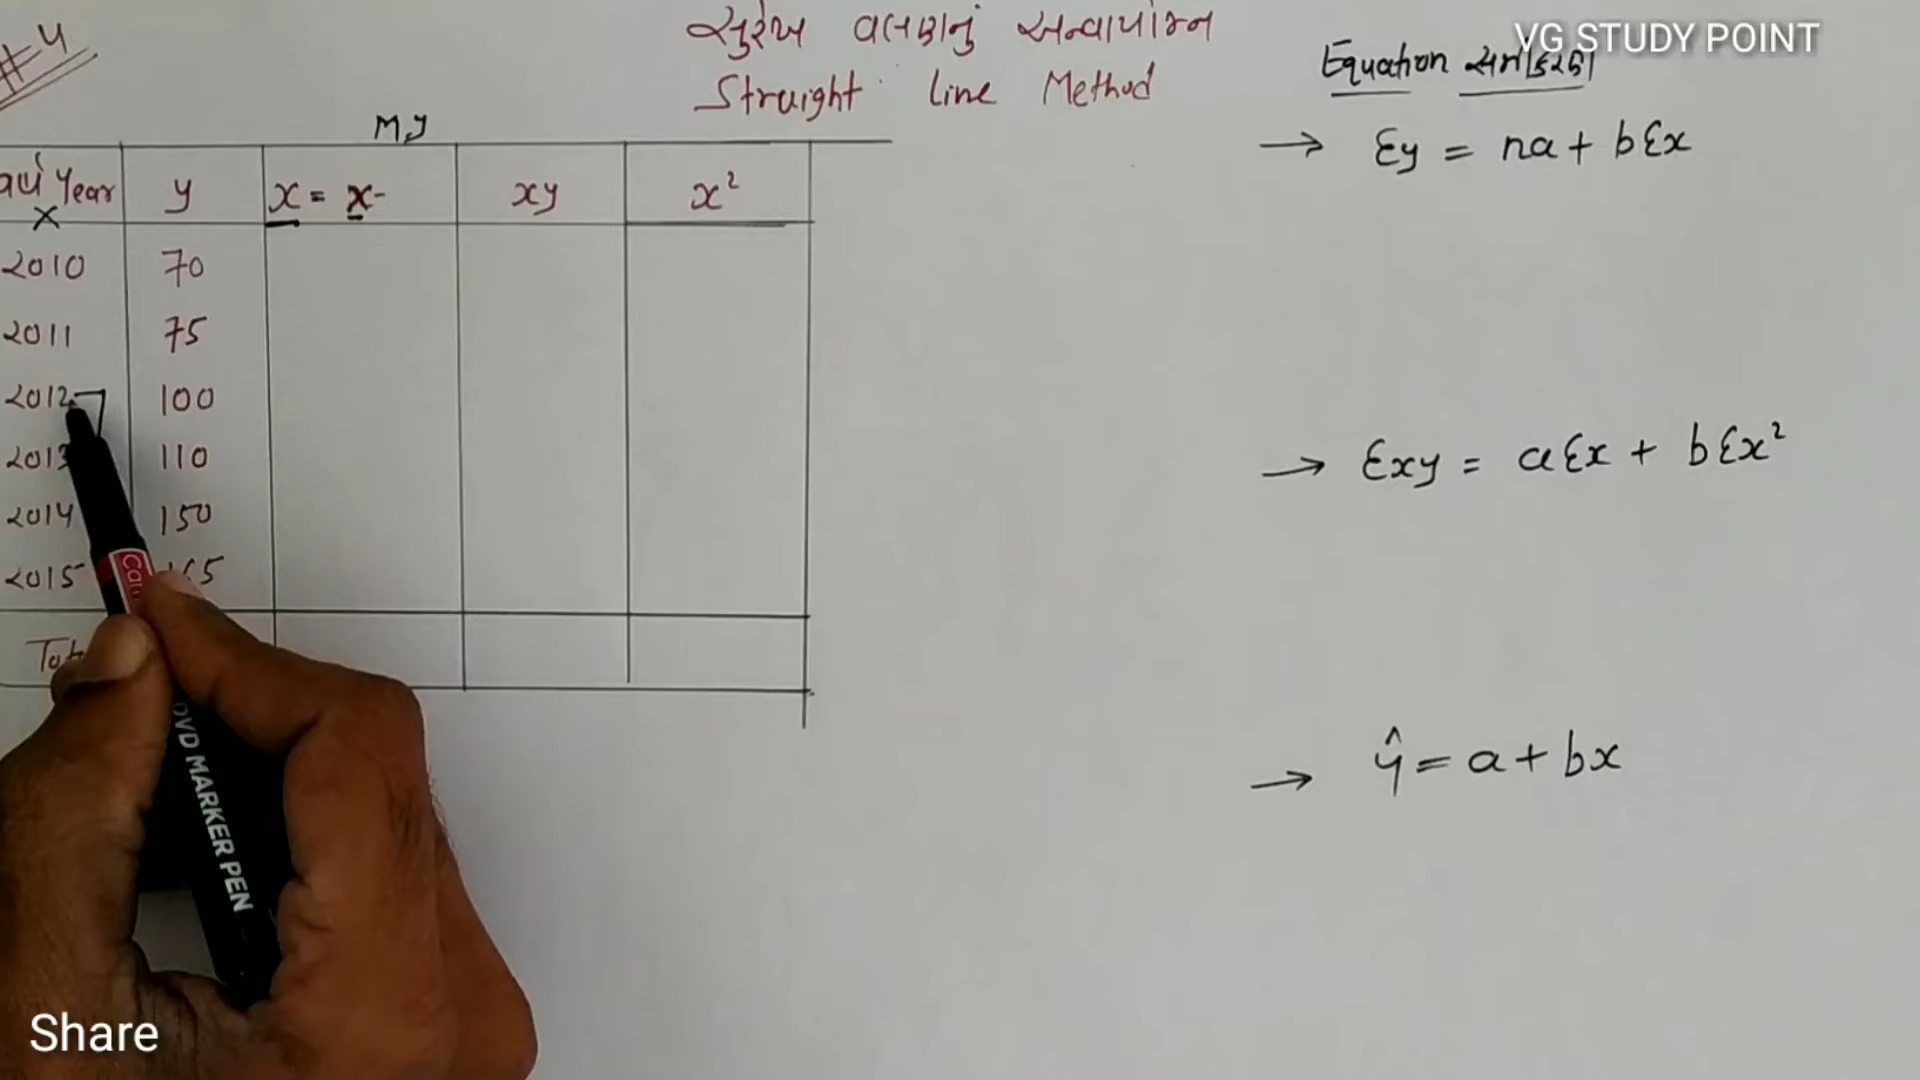 #4
સુરેખ વલણનું અન્વાયોજન
Straight Line Method
VG STUDY POINT
Equation સમીકરણ
M.y
વર્ષ Year
X
y
x = x-
xy
x²
2010 70
2011 75
2012 100
2013 110
2014 150
2015
Σy = na + bΣx
Σxy = aΣx + bΣx²
ŷ = a + bx
DVD MARKER PEN
Share